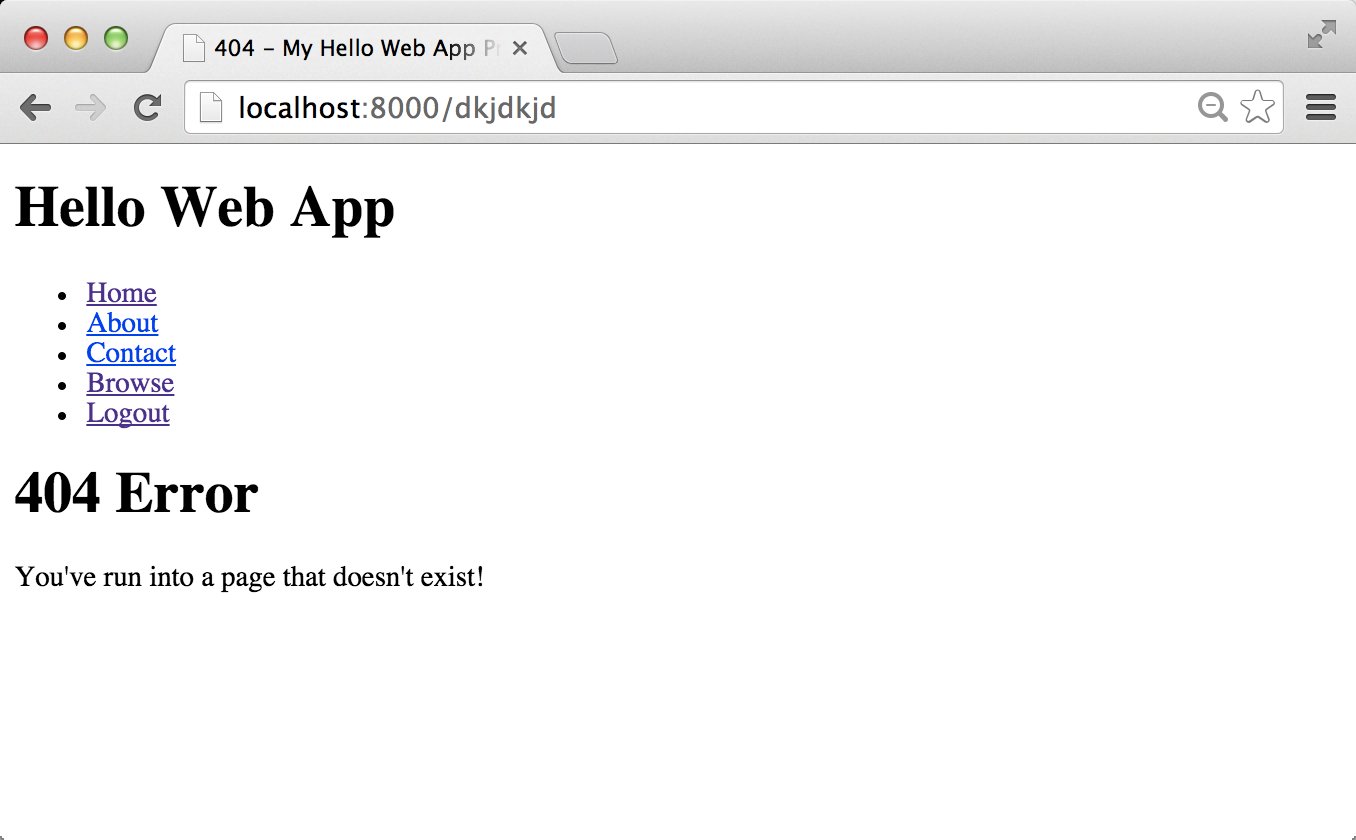 404 – My Hello Web App
localhost:8000/dkjdkjd
Hello Web App
Home
About
Contact
Browse
Logout
404 Error
You've run into a page that doesn't exist!